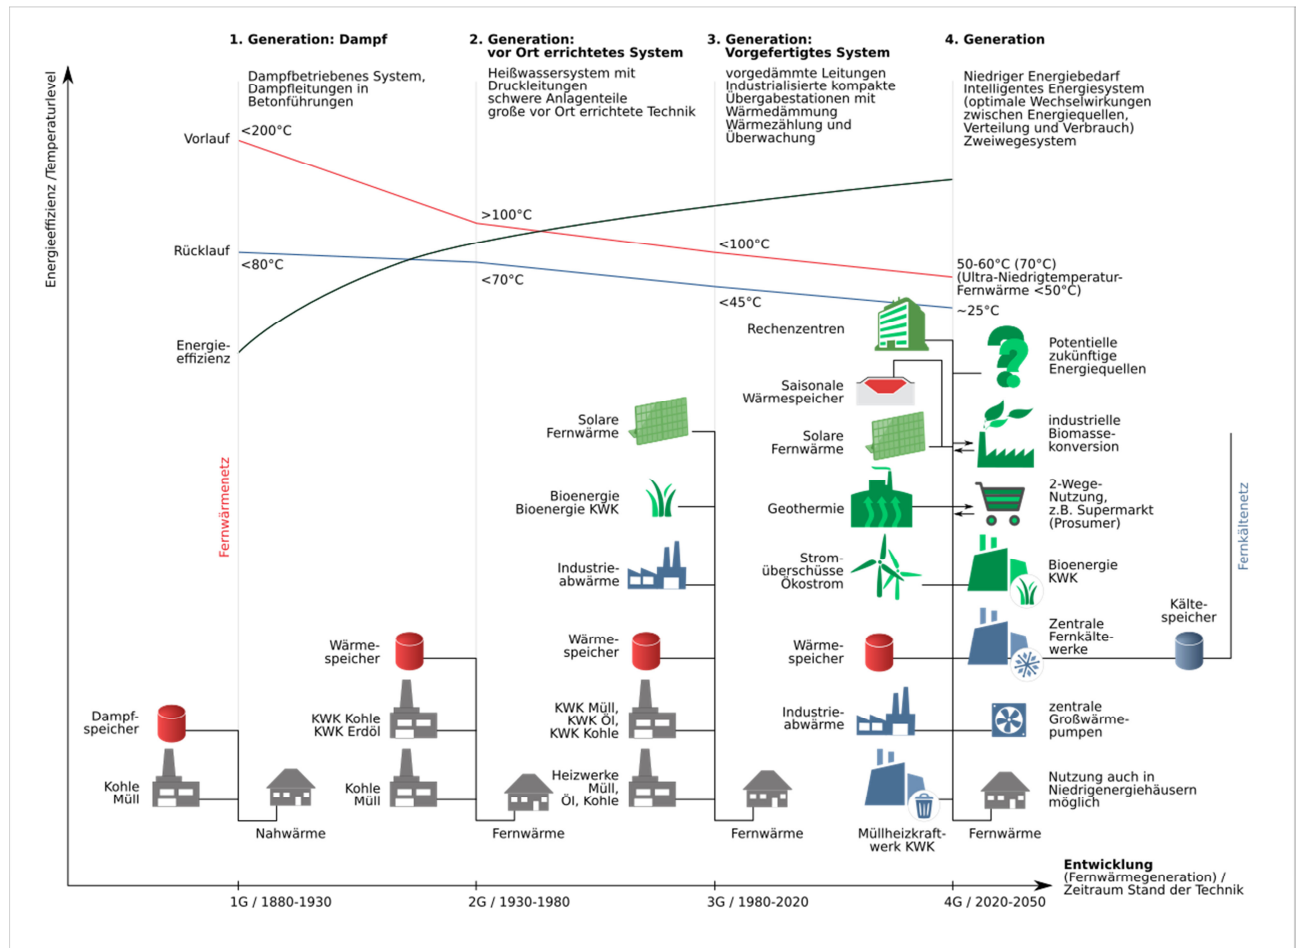 1. Generation: Dampf
Dampfbetriebenes System,
Dampfleitungen in
Betonführungen
2. Generation:
vor Ort errichtetes System
Heißwassersystem mit
Druckleitungen
schwere Anlagenteile
große vor Ort errichtete Technik
3. Generation:
Vorgefertigtes System
vorgedämmte Leitungen
Industrialisierte kompakte
Übergabestationen mit
Wärmedämmung
Wärmezählung und
Überwachung
4. Generation
Niedriger Energiebedarf
Intelligentes Energiesystem
(optimale Wechselwirkungen
zwischen Energiequellen,
Verteilung und Verbrauch)
Zweiwegesystem
Energieeffizienz /Temperaturlevel
Vorlauf
<200°C
>100°C
<100°C
50-60°C (70°C)
(Ultra-Niedrigtemperatur-
Fernwärme <50°C)
Rücklauf
<80°C
<70°C
<45°C
~25°C
Energie-
effizienz
Fernwärmenetz
Dampf-
speicher
Kohle
Müll
Nahwärme
Wärme-
speicher
KWK Kohle
KWK Erdöl
Kohle
Müll
Fernwärme
Solare
Fernwärme
Bioenergie
Bioenergie KWK
Industrie-
abwärme
Wärme-
speicher
KWK Müll,
KWK Öl,
KWK Kohle
Heizwerke
Müll,
Öl, Kohle
Fernwärme
Rechenzentren
Saisonale
Wärmespeicher
Solare
Fernwärme
Geothermie
Strom-
überschüsse
Ökostrom
Wärme-
speicher
Industrie-
abwärme
Müllheizkraft-
werk KWK
Potentielle
zukünftige
Energiequellen
industrielle
Biomasse-
konversion
2-Wege-
Nutzung,
z.B. Supermarkt
(Prosumer)
Bioenergie
KWK
Zentrale
Fernkälte-
werke
zentrale
Großwärme-
pumpen
Nutzung auch in
Niedrigenergiehäusern
möglich
Fernwärme
Kälte-
speicher
Fernkältenetz
Entwicklung
(Fernwärmegeneration) /
Zeitraum Stand der Technik
1G / 1880-1930
2G / 1930-1980
3G / 1980-2020
4G / 2020-2050